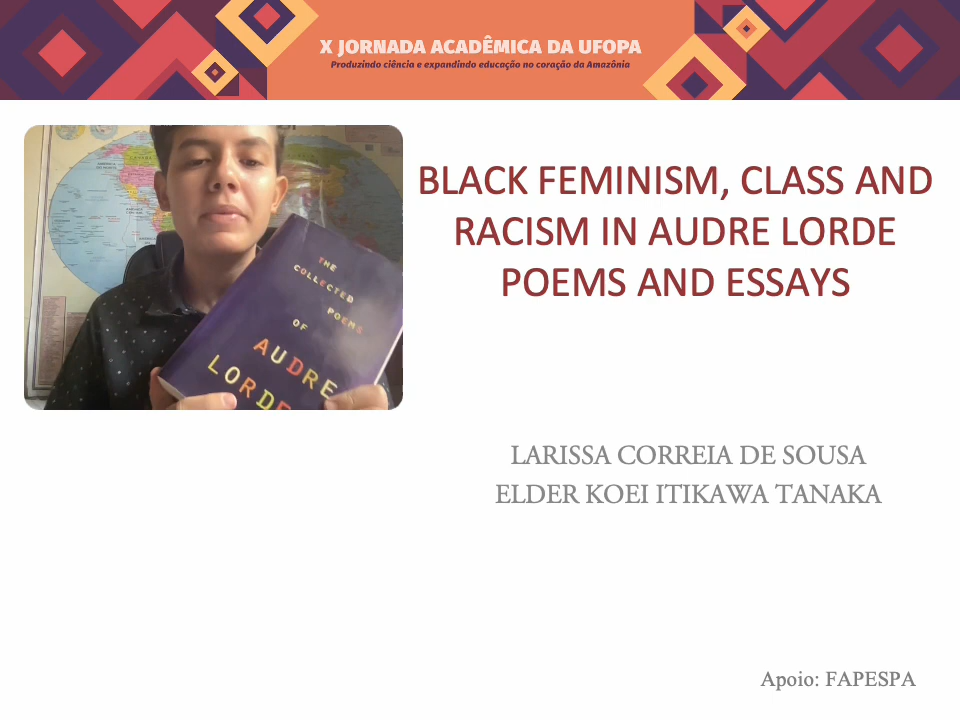 X JORNADA ACADÊMICA DA UFOPA
Produzindo ciência e expandindo educação no coração da Amazônia
BLACK FEMINISM, CLASS AND
RACISM IN AUDRE LORDE
POEMS AND ESSAYS
THE
COLLECTED
POEMS
OF
AUDRE
LORDE
LARISSA CORREIA DE SOUSA
ELDER KOEI ITIKAWA TANAKA
Apoio: FAPESPA